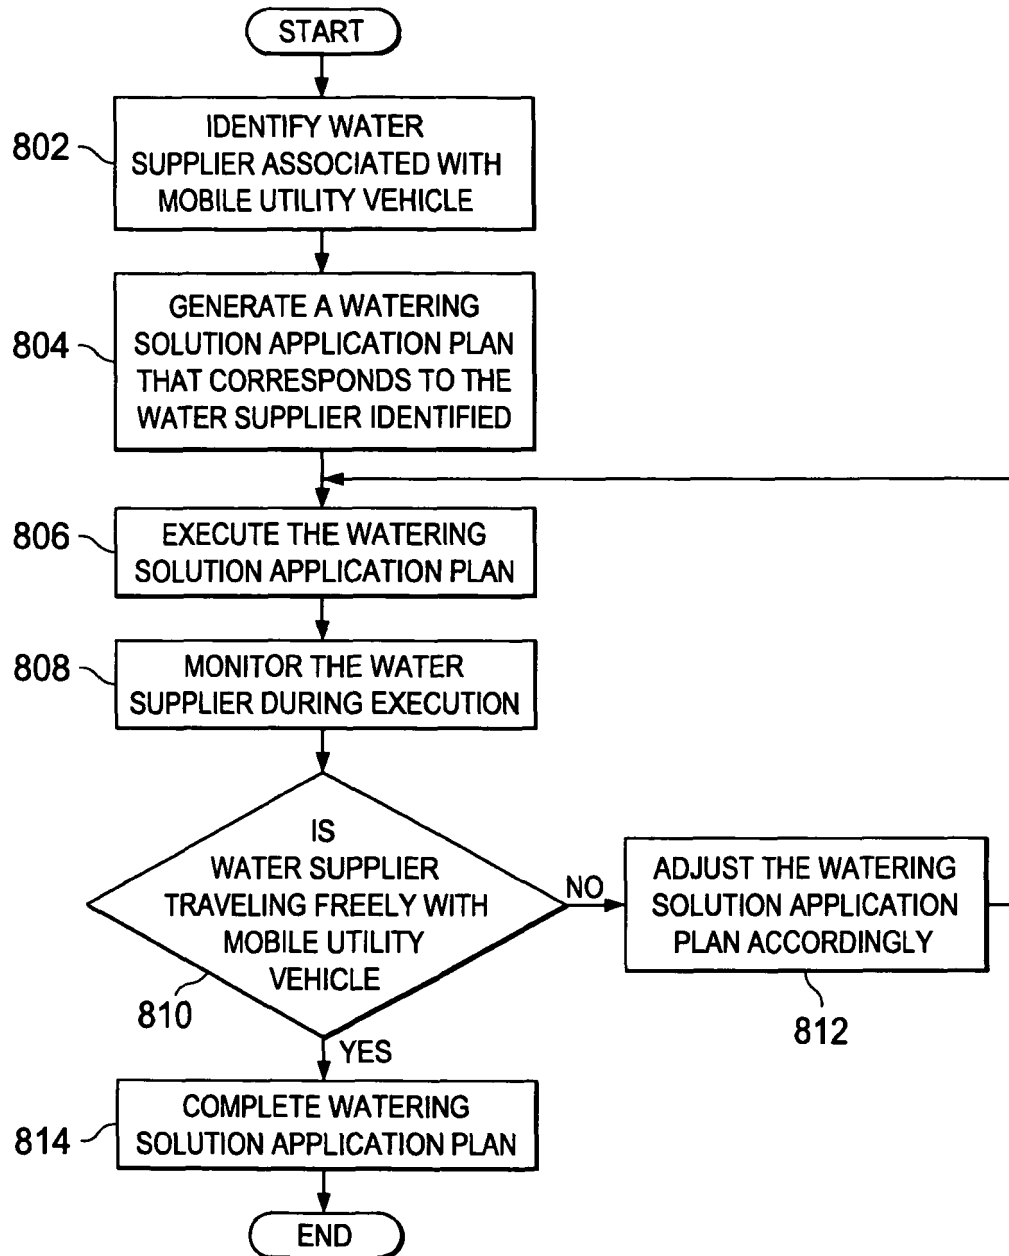 START
802
IDENTIFY WATER
SUPPLIER ASSOCIATED WITH
MOBILE UTILITY VEHICLE
804
GENERATE A WATERING
SOLUTION APPLICATION PLAN
THAT CORRESPONDS TO THE
WATER SUPPLIER IDENTIFIED
806
EXECUTE THE WATERING
SOLUTION APPLICATION PLAN
808
MONITOR THE WATER
SUPPLIER DURING EXECUTION
IS
WATER SUPPLIER
TRAVELING FREELY WITH
MOBILE UTILITY
VEHICLE
810
NO
ADJUST THE WATERING
SOLUTION APPLICATION
PLAN ACCORDINGLY
812
YES
814
COMPLETE WATERING
SOLUTION APPLICATION PLAN
END